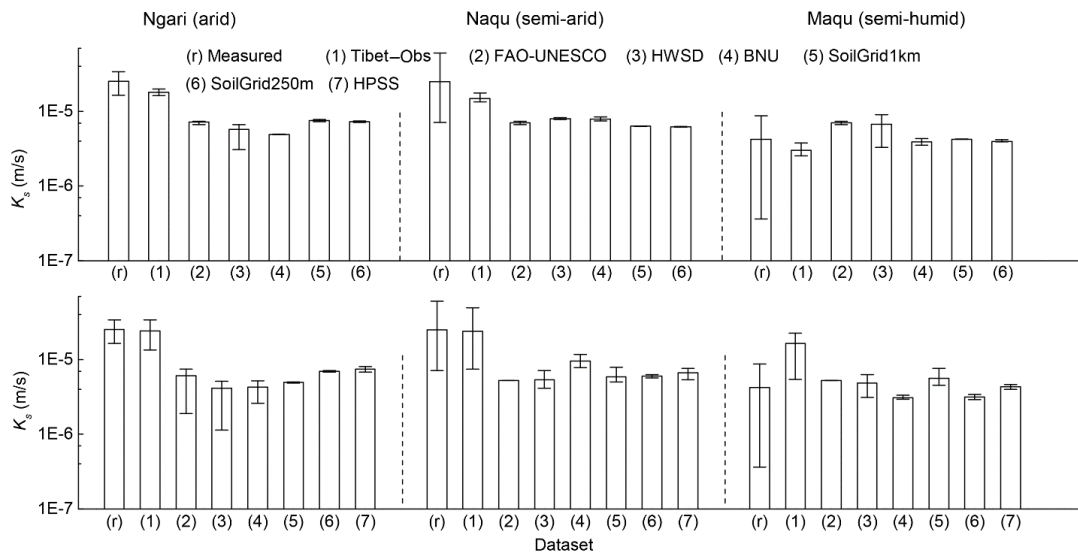 Ngari (arid) Naqu (semi-arid) Maqu (semi-humid)
(r) Measured (1) Tibet–Obs (2) FAO-UNESCO (3) HWSD (4) BNU (5) SoilGrid1km
(6) SoilGrid250m (7) HPSS
1E-5
1E-6
1E-7
Ks (m/s)
(r) (1) (2) (3) (4) (5) (6) (r) (1) (2) (3) (4) (5) (6) (r) (1) (2) (3) (4) (5) (6)
1E-5
1E-6
1E-7
Ks (m/s)
(r) (1) (2) (3) (4) (5) (6) (7) (r) (1) (2) (3) (4) (5) (6) (7) (r) (1) (2) (3) (4) (5) (6) (7)
Dataset